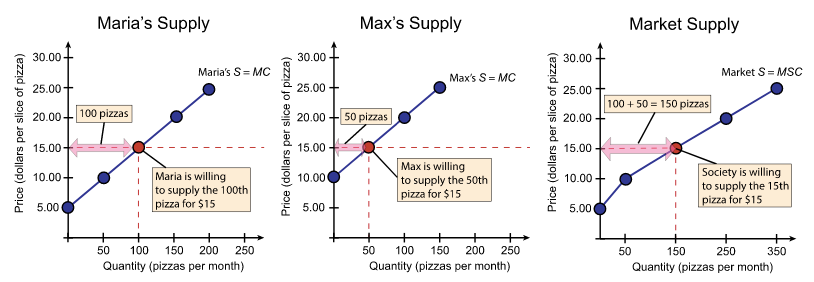 Maria's Supply
Price (dollars per slice of pizza)
30.00
25.00
20.00
15.00
10.00
5.00
Maria's S = MC
100 pizzas
Maria is willing
to supply the 100th
pizza for $15
50
100
150
200
250
Quantity (pizzas per month)
Max's Supply
Price (dollars per slice of pizza)
30.00
25.00
20.00
15.00
10.00
5.00
Max's S = MC
50 pizzas
Max is willing
to supply the 50th
pizza for $15
50
100
150
200
250
Quantity (pizzas per month)
Market Supply
Price (dollars per slice of pizza)
30.00
25.00
20.00
15.00
10.00
5.00
Market S = MSC
100 + 50 = 150 pizzas
Society is willing
to supply the 15th
pizza for $15
50
150
250
350
Quantity (pizzas per month)